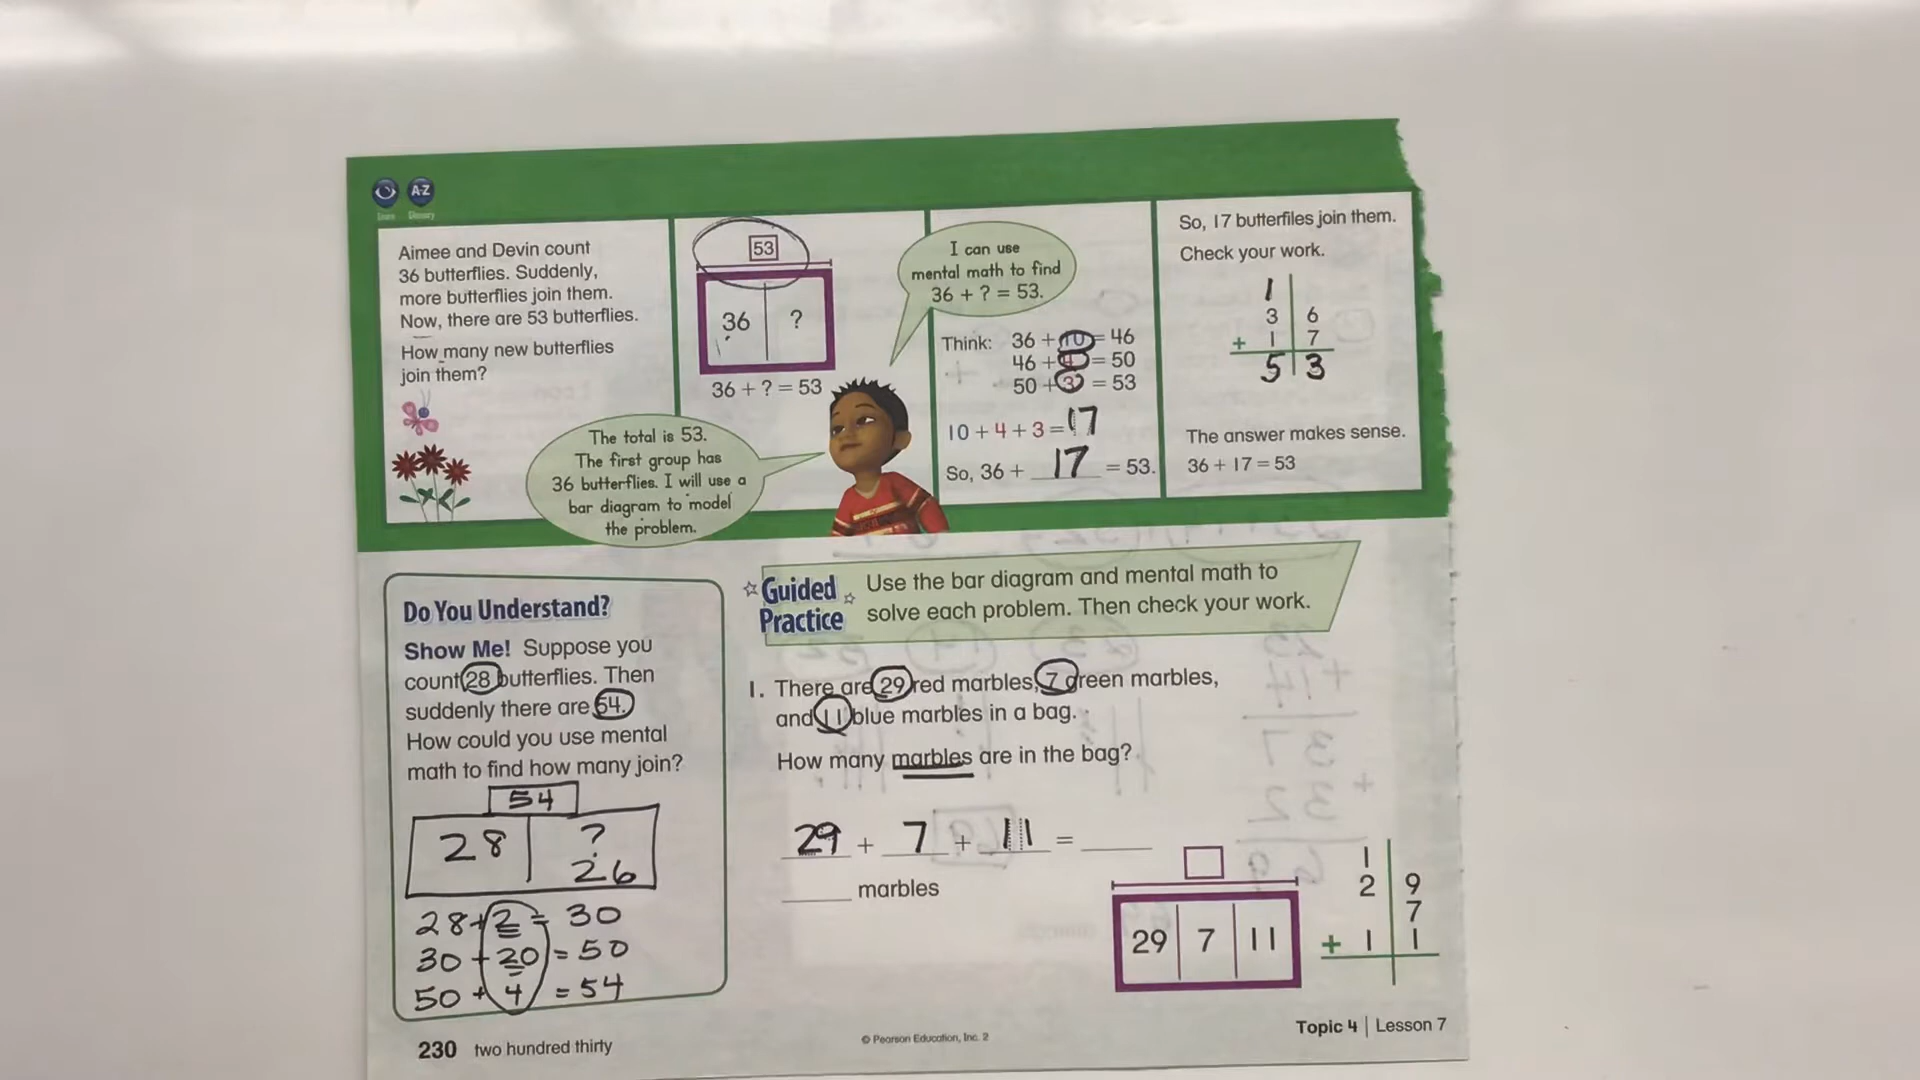 A-Z
Glossary
Aimee and Devin count
36 butterflies. Suddenly,
more butterflies join them.
Now, there are 53 butterflies.
How many new butterflies
join them?
53
36 ?
36 + ? = 53
The total is 53.
The first group has
36 butterflies. I will use a
bar diagram to model
the problem.
I can use
mental math to find
36 + ? = 53.
Think: 36 + 10 = 46
46 + 4 = 50
50 + 3 = 53
10 + 4 + 3 = 17
So, 36 + 17 = 53.
So, 17 butterflies join them.
Check your work.
1
3 6
+ 1 7
5 3
The answer makes sense.
36 + 17 = 53
Do You Understand?
Show Me! Suppose you
count 28 butterflies. Then
suddenly there are 54.
How could you use mental
math to find how many join?
54
28 ?
26
28 + 2 = 30
30 + 20 = 50
50 + 4 = 54
Guided
Practice
Use the bar diagram and mental math to
solve each problem. Then check your work.
1. There are 29 red marbles, 7 green marbles,
and 11 blue marbles in a bag.
How many marbles are in the bag?
29 + 7 + 11 = ____
____ marbles
29 7 11
1
2 9
7
+ 1 1
230 two hundred thirty
© Pearson Education, Inc. 2
Topic 4 | Lesson 7